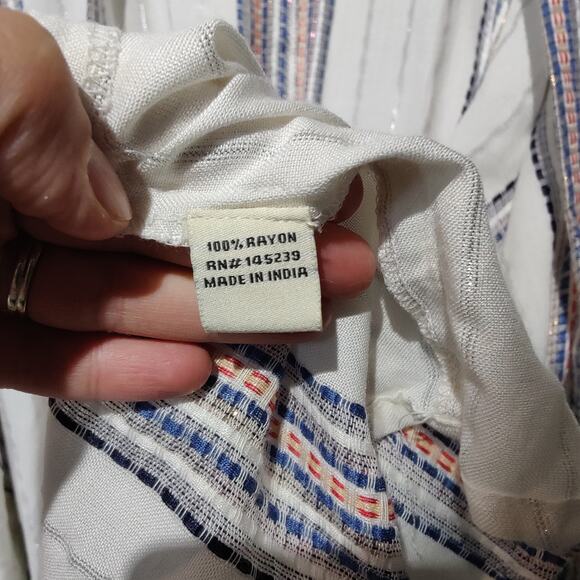 100% RAYON
RN# 145239
MADE IN INDIA